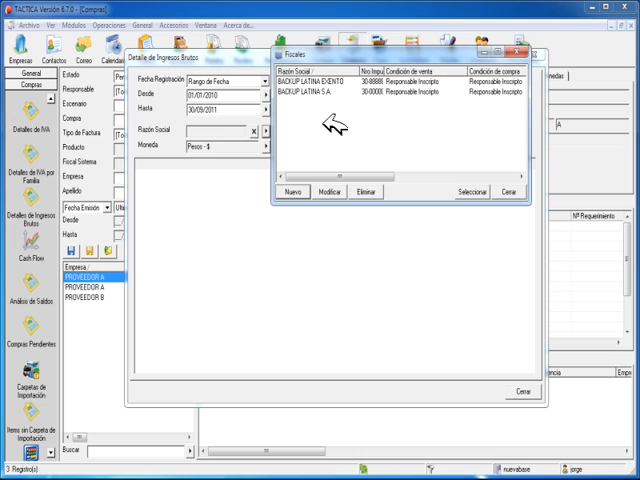 TACTICA Versión 6.7.0 - [Compras]
Archivo Ver Módulos Operaciones General Accesorios Ventana Acerca de...
Empresas Contactos Correo Calendario
General
Compras
Detalles de IVA
Detalles de IVA por Familia
Detalles de Ingresos Brutos
Cash Flow
Análisis de Saldos
Compras Pendientes
Carpetas de Importación
Items sin Carpeta de Importación
Estado
Responsable
Escenario
Compra
Tipo de Factura
Producto
Fiscal Sistema
Empresa
Apellido
Fecha Emisión
Desde
Hasta
Empresa /
PROVEEDOR A
PROVEEDOR A
PROVEEDOR B
Buscar
Detalle de Ingresos Brutos
Fecha Registración Rango de Fecha
Desde 01/01/2010
Hasta 30/09/2011
Razón Social X
Moneda Pesos - $
Cerrar
Fiscales
Razón Social / No Impu Condición de venta Condición de compra
BACKUP LATINA EXENTO 30-88888 Responsable Inscripto Responsable Inscripto
BACKUP LATINA S.A. 30-00000 Responsable Inscripto Responsable Inscripto
Nuevo Modificar Eliminar Seleccionar Cerrar
A
Nº Requerimiento
3 Registro(s) nuevabase jorge